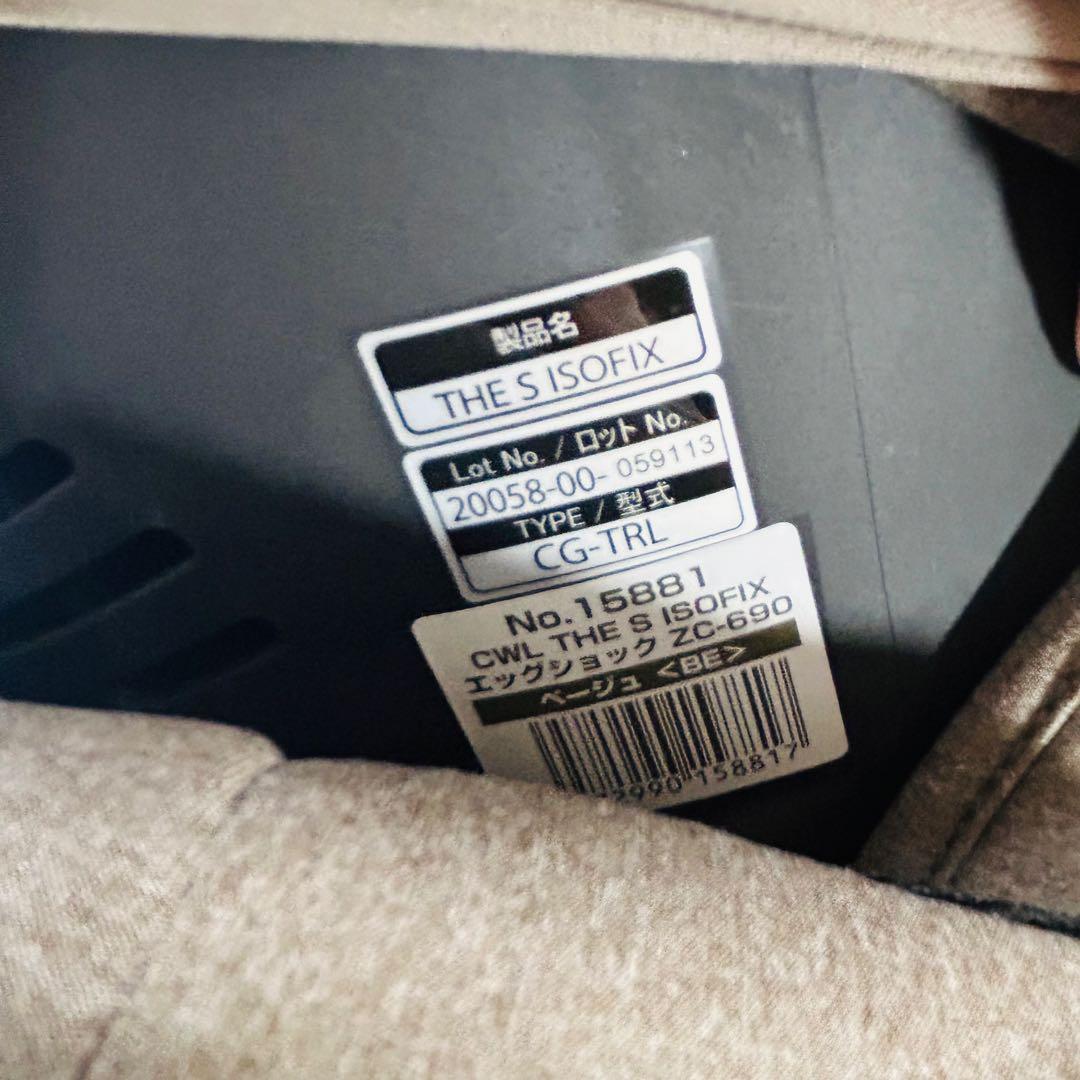 製品名
THE S ISOFIX
Lot No. / ロット No.
20058-00- 059113
TYPE / 型式
CG-TRL
No.15881
CWL THE S ISOFIX
エッグショック ZC-690
ベージュ <BE>
990 158817